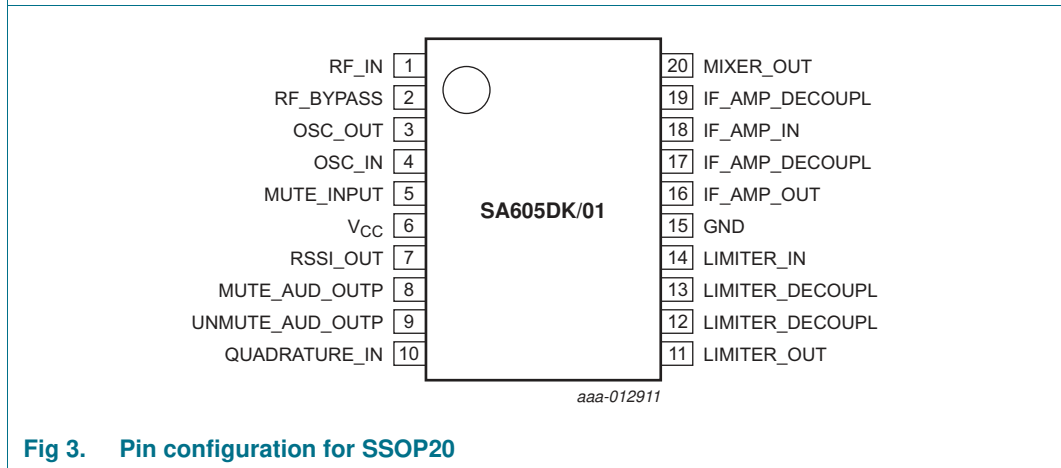 RF_IN 1
RF_BYPASS 2
OSC_OUT 3
OSC_IN 4
MUTE_INPUT 5
VCC 6
RSSI_OUT 7
MUTE_AUD_OUTP 8
UNMUTE_AUD_OUTP 9
QUADRATURE_IN 10
SA605DK/01
20 MIXER_OUT
19 IF_AMP_DECOUPL
18 IF_AMP_IN
17 IF_AMP_DECOUPL
16 IF_AMP_OUT
15 GND
14 LIMITER_IN
13 LIMITER_DECOUPL
12 LIMITER_DECOUPL
11 LIMITER_OUT
aaa-012911
Fig 3. Pin configuration for SSOP20